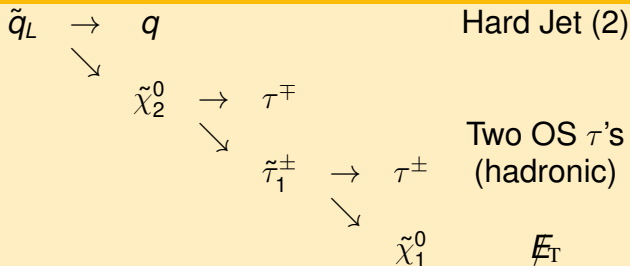 q̃_L → q Hard Jet (2)
↘
χ̃⁰₂ → τ^∓
↘
Two OS τ's
τ̃₁^± → τ^± (hadronic)
↘
χ̃⁰₁ E̸_T